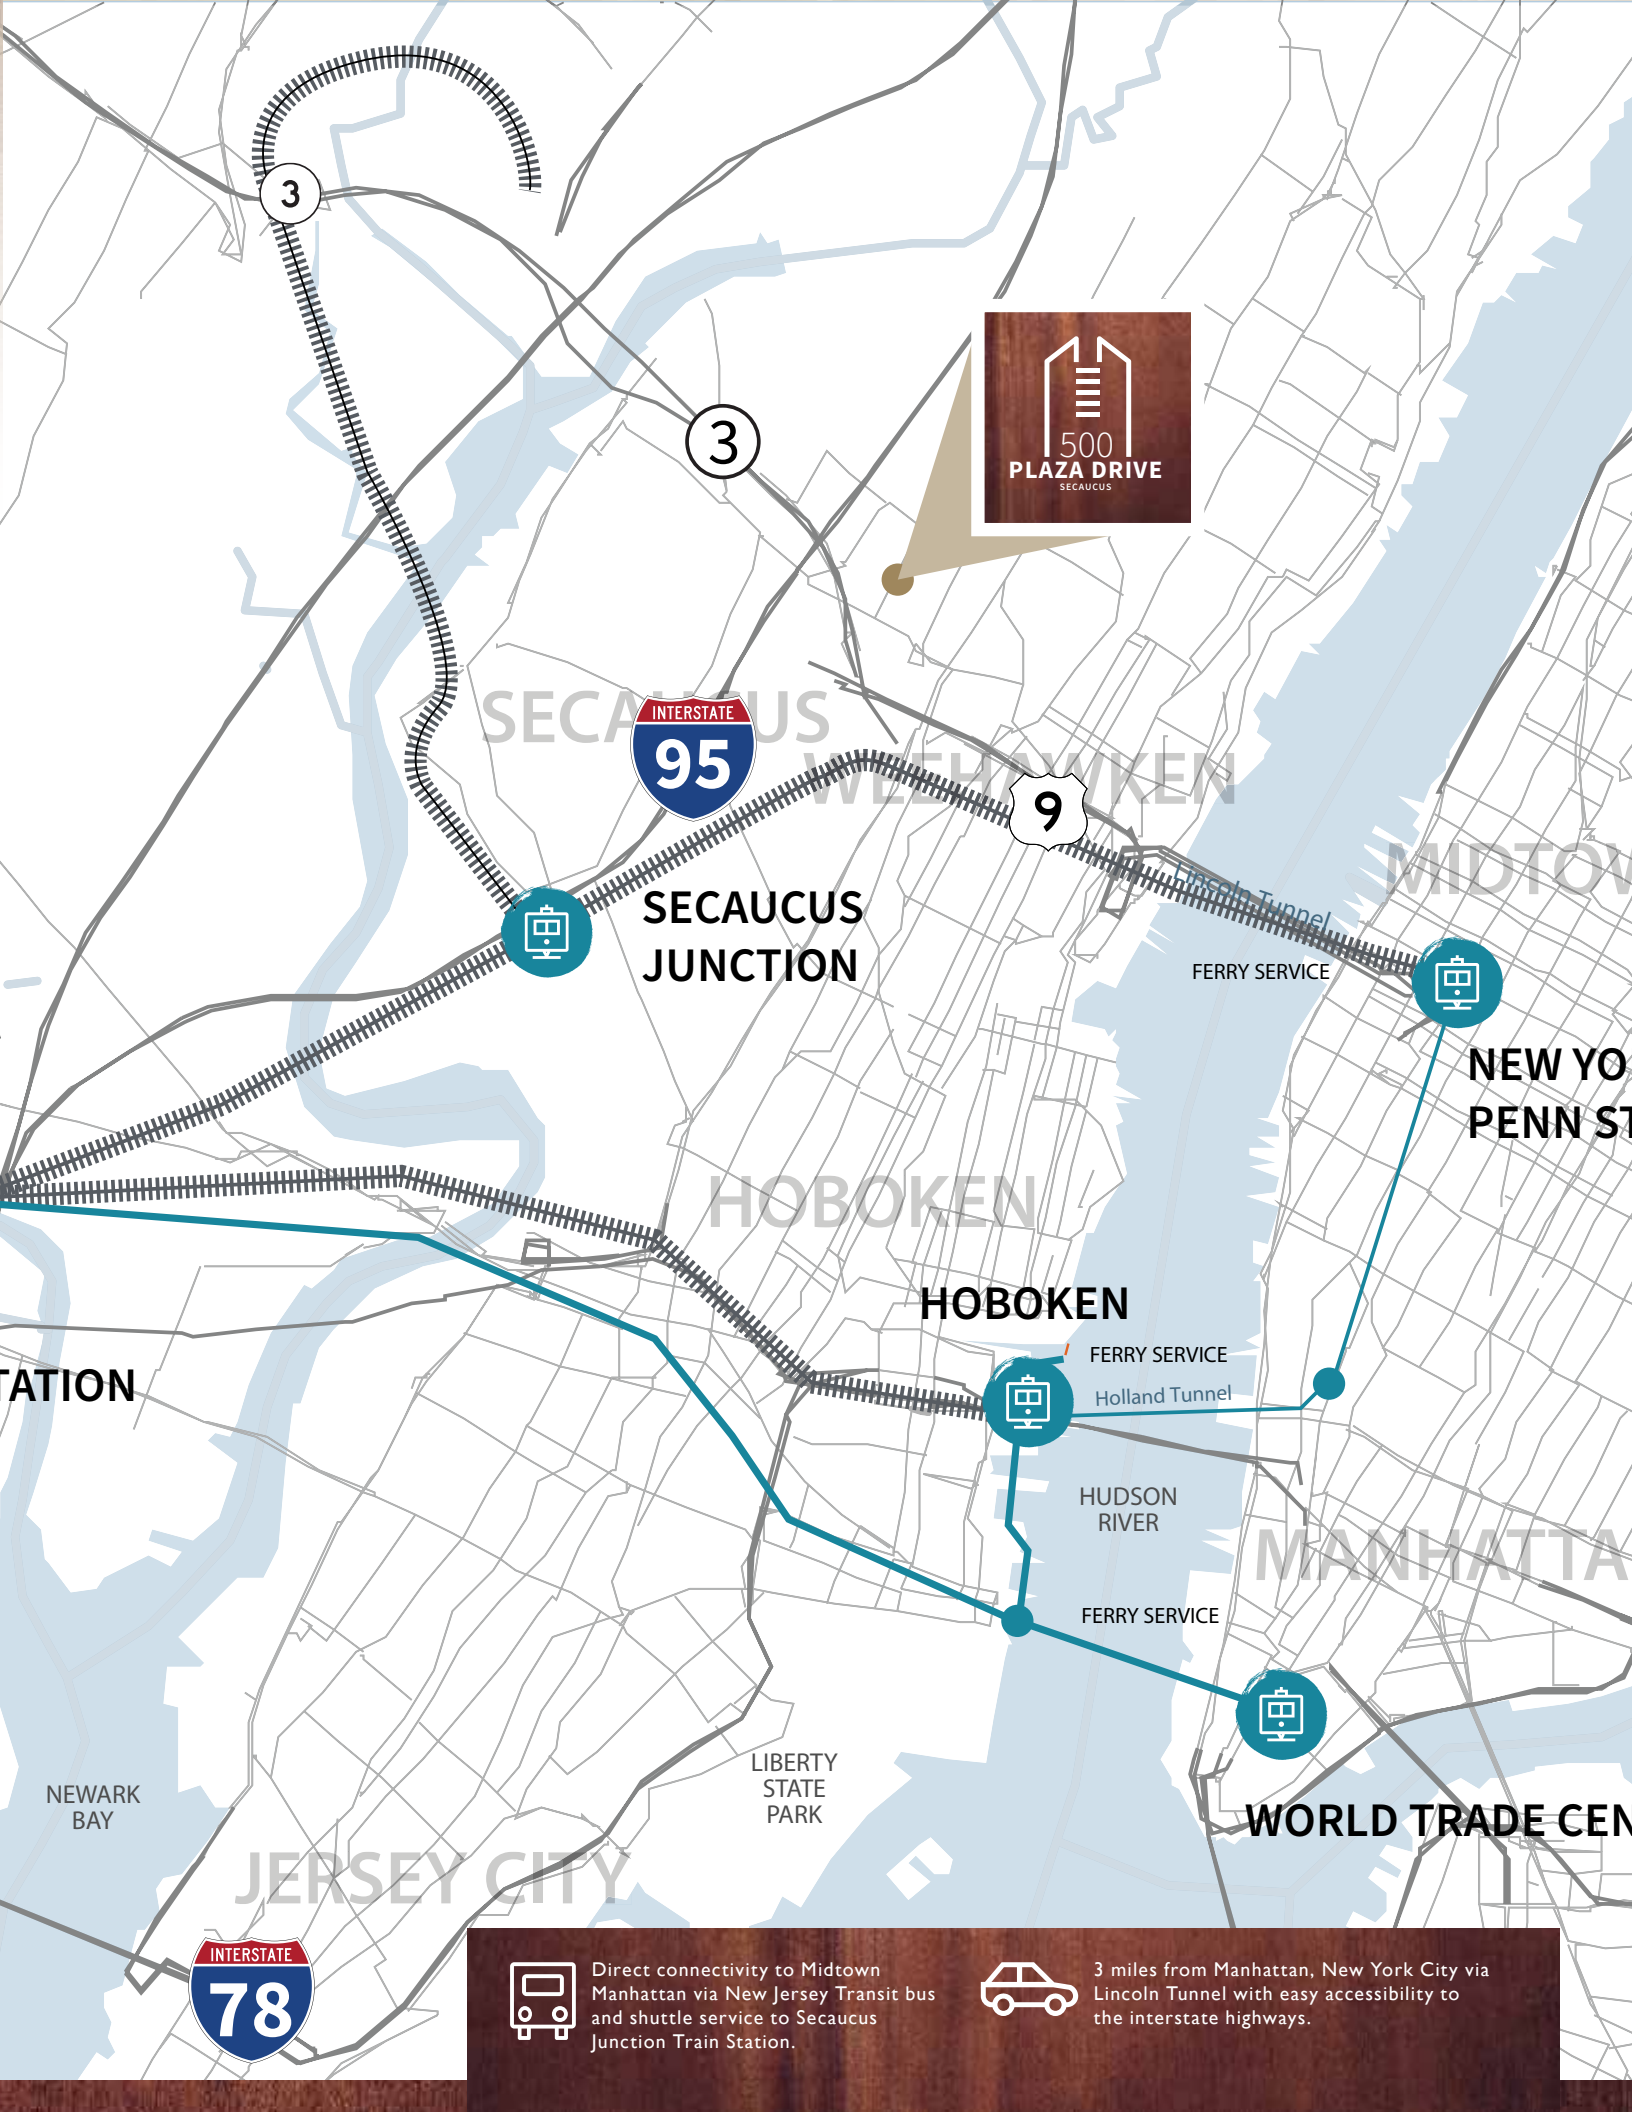 3
500
PLAZA DRIVE
SECAUCUS
3
SECAUCUS
INTERSTATE
95
WEEHAWKEN
9
MIDTOW
SECAUCUS
JUNCTION
Lincoln Tunnel
FERRY SERVICE
NEW YO
PENN ST
HOBOKEN
HOBOKEN
FERRY SERVICE
TATION
Holland Tunnel
HUDSON
RIVER
MANHATTA
FERRY SERVICE
LIBERTY
STATE
PARK
NEWARK
BAY
WORLD TRADE CEN
JERSEY CITY
INTERSTATE
78
Direct connectivity to Midtown
Manhattan via New Jersey Transit bus
and shuttle service to Secaucus
Junction Train Station.
3 miles from Manhattan, New York City via
Lincoln Tunnel with easy accessibility to
the interstate highways.